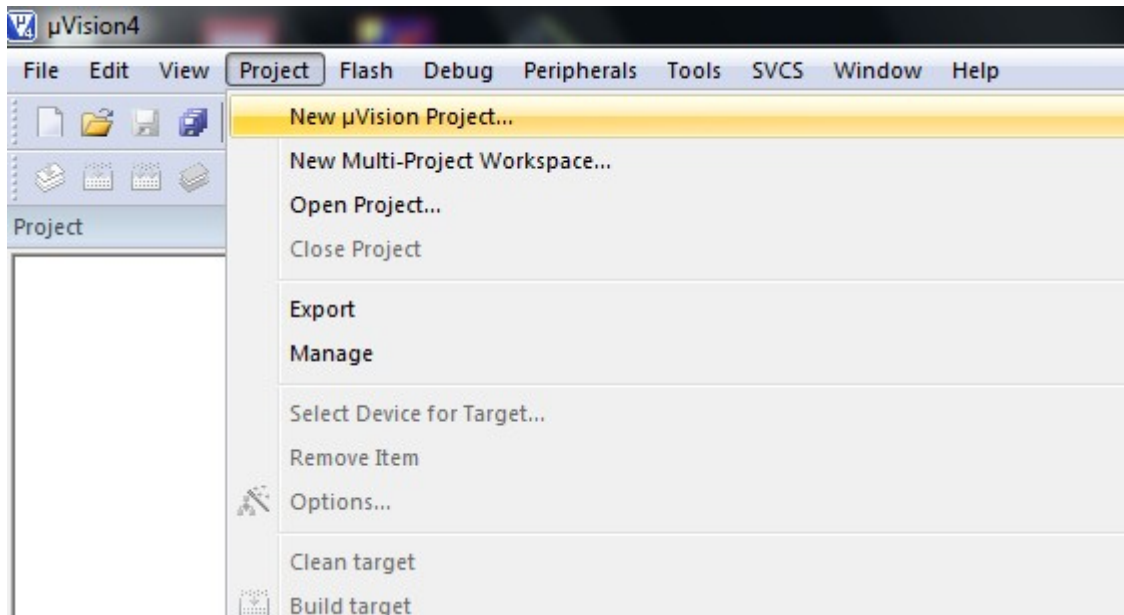 µVision4
File Edit View Project Flash Debug Peripherals Tools SVCS Window Help
New µVision Project...
New Multi-Project Workspace...
Open Project...
Project
Close Project
Export
Manage
Select Device for Target...
Remove Item
Options...
Clean target
Build target